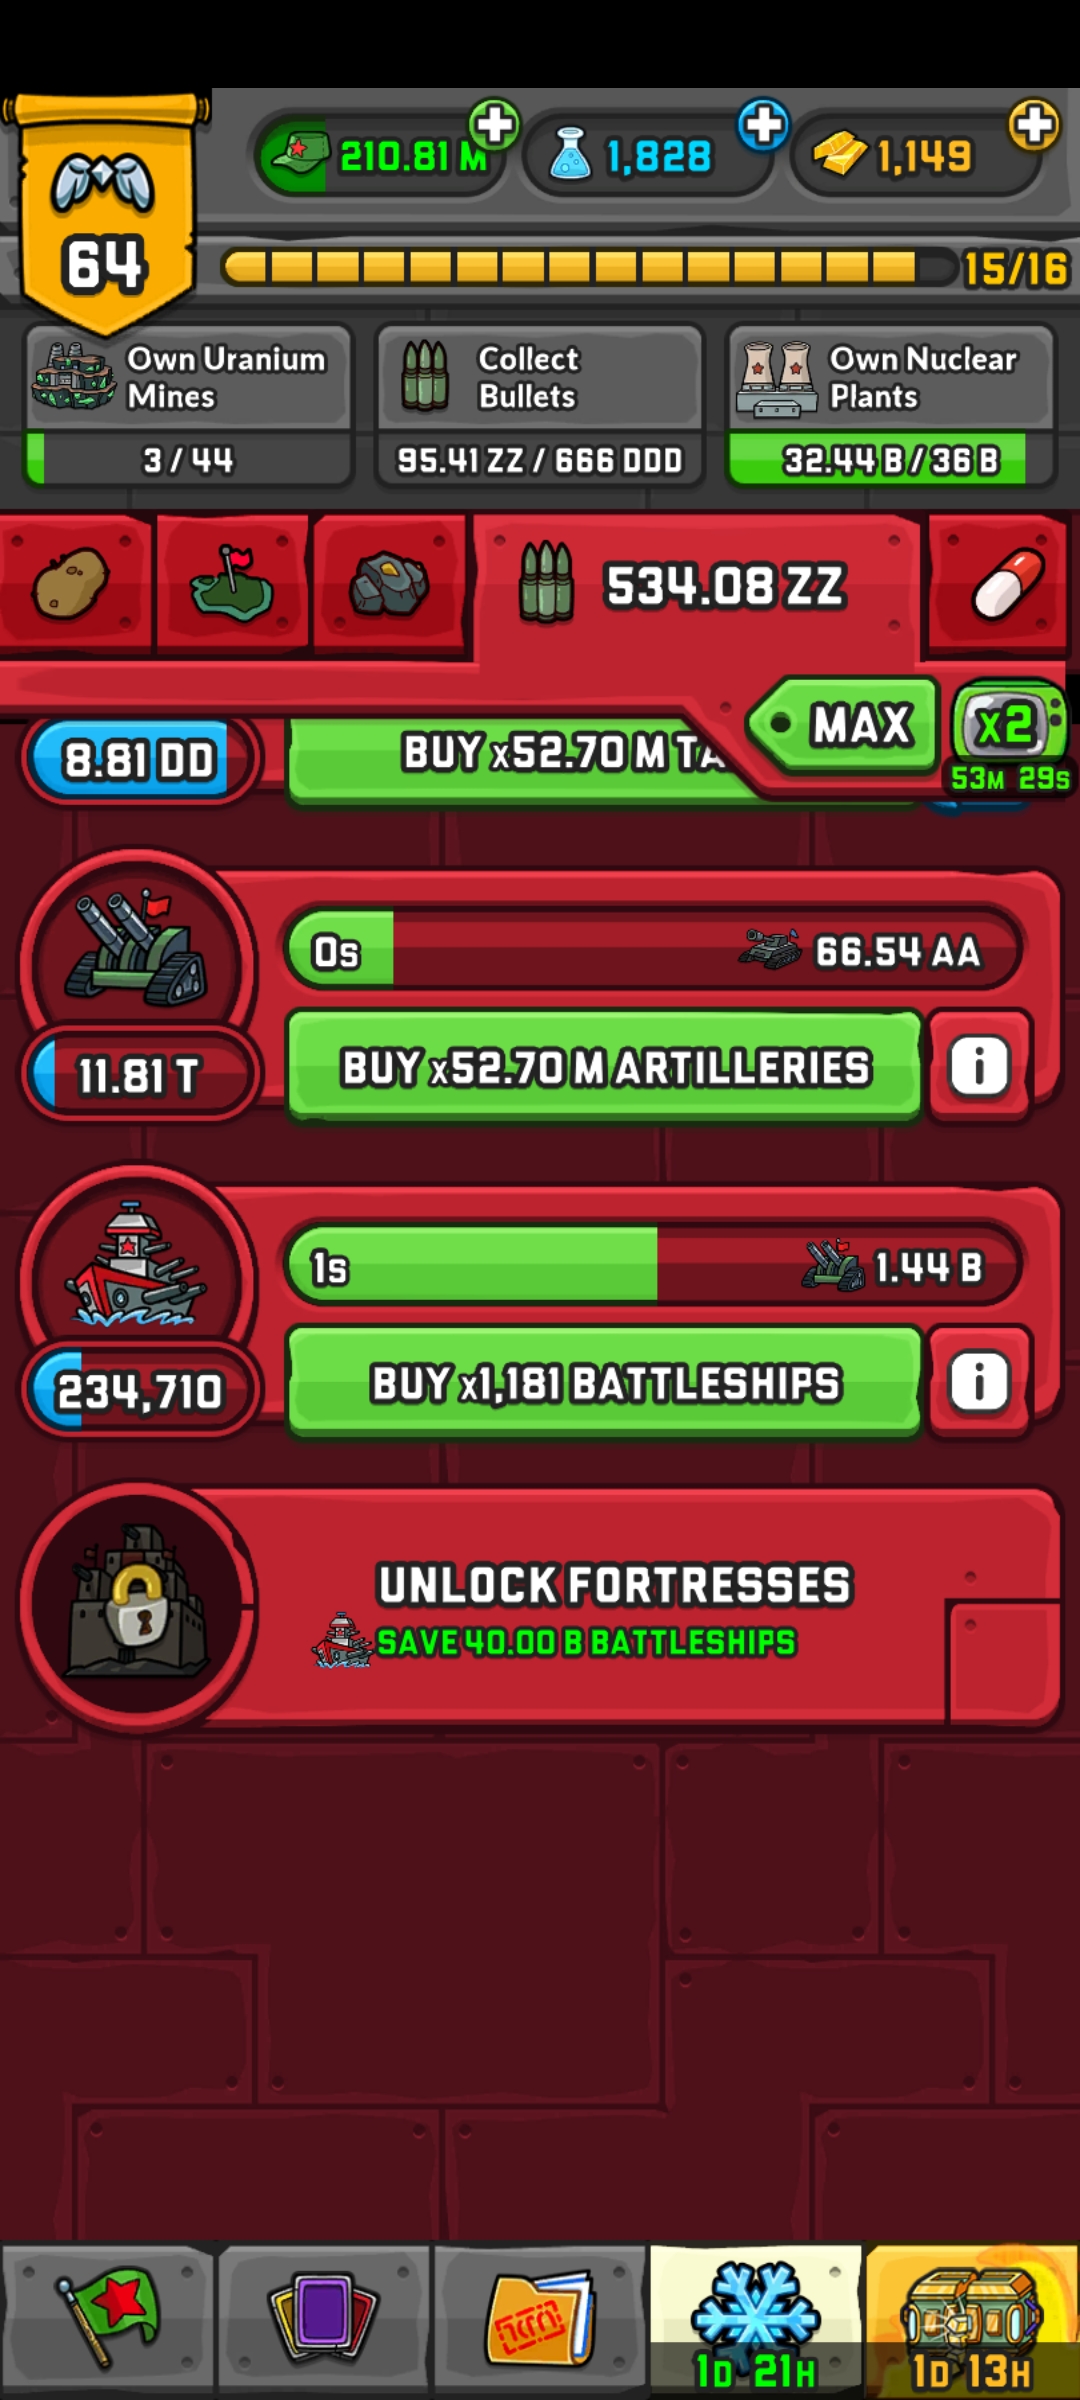 64
210.81 M
1,828
1,149
15/16
Own Uranium
Mines
3 / 44
Collect
Bullets
95.41 ZZ / 666 DDD
Own Nuclear
Plants
32.44 B / 36 B
534.08 ZZ
MAX
x2
53M 29S
8.81 DD
BUY x52.70 M TA
0s
66.54 AA
11.81 T
BUY x52.70 M ARTILLERIES
i
1s
1.44 B
234,710
BUY x1,181 BATTLESHIPS
i
UNLOCK FORTRESSES
SAVE 40.00 B BATTLESHIPS
1D 21H
1D 13H